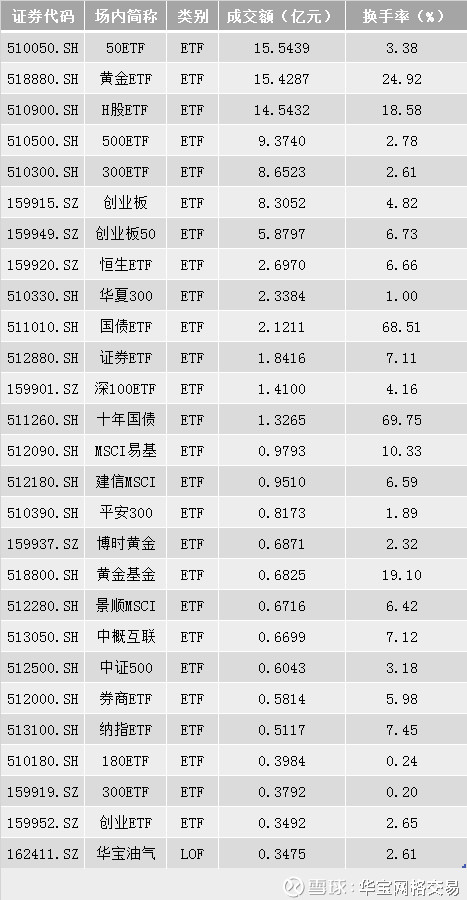 证券代码 场内简称 类别 成交额（亿元） 换手率（%）
510050.SH 50ETF ETF 15.5439 3.38
518880.SH 黄金ETF ETF 15.4287 24.92
510900.SH H股ETF ETF 14.5432 18.58
510500.SH 500ETF ETF 9.3740 2.78
510300.SH 300ETF ETF 8.6523 2.61
159915.SZ 创业板 ETF 8.3052 4.82
159949.SZ 创业板50 ETF 5.8797 6.73
159920.SZ 恒生ETF ETF 2.6970 6.66
510330.SH 华夏300 ETF 2.3384 1.00
511010.SH 国债ETF ETF 2.1211 68.51
512880.SH 证券ETF ETF 1.8416 7.11
159901.SZ 深100ETF ETF 1.4100 4.16
511260.SH 十年国债 ETF 1.3265 69.75
512090.SH MSCI易基 ETF 0.9793 10.33
512180.SH 建信MSCI ETF 0.9510 6.59
510390.SH 平安300 ETF 0.8173 1.89
159937.SZ 博时黄金 ETF 0.6871 2.32
518800.SH 黄金基金 ETF 0.6825 19.10
512280.SH 景顺MSCI ETF 0.6716 6.42
513050.SH 中概互联 ETF 0.6699 7.12
512500.SH 中证500 ETF 0.6043 3.18
512000.SH 券商ETF ETF 0.5814 5.98
513100.SH 纳指ETF ETF 0.5117 7.45
510180.SH 180ETF ETF 0.3984 0.24
159919.SZ 300ETF ETF 0.3792 0.20
159952.SZ 创业ETF ETF 0.3492 2.65
162411.SZ 华宝油气 LOF 0.3475 2.61
雪球：华宝网格交易